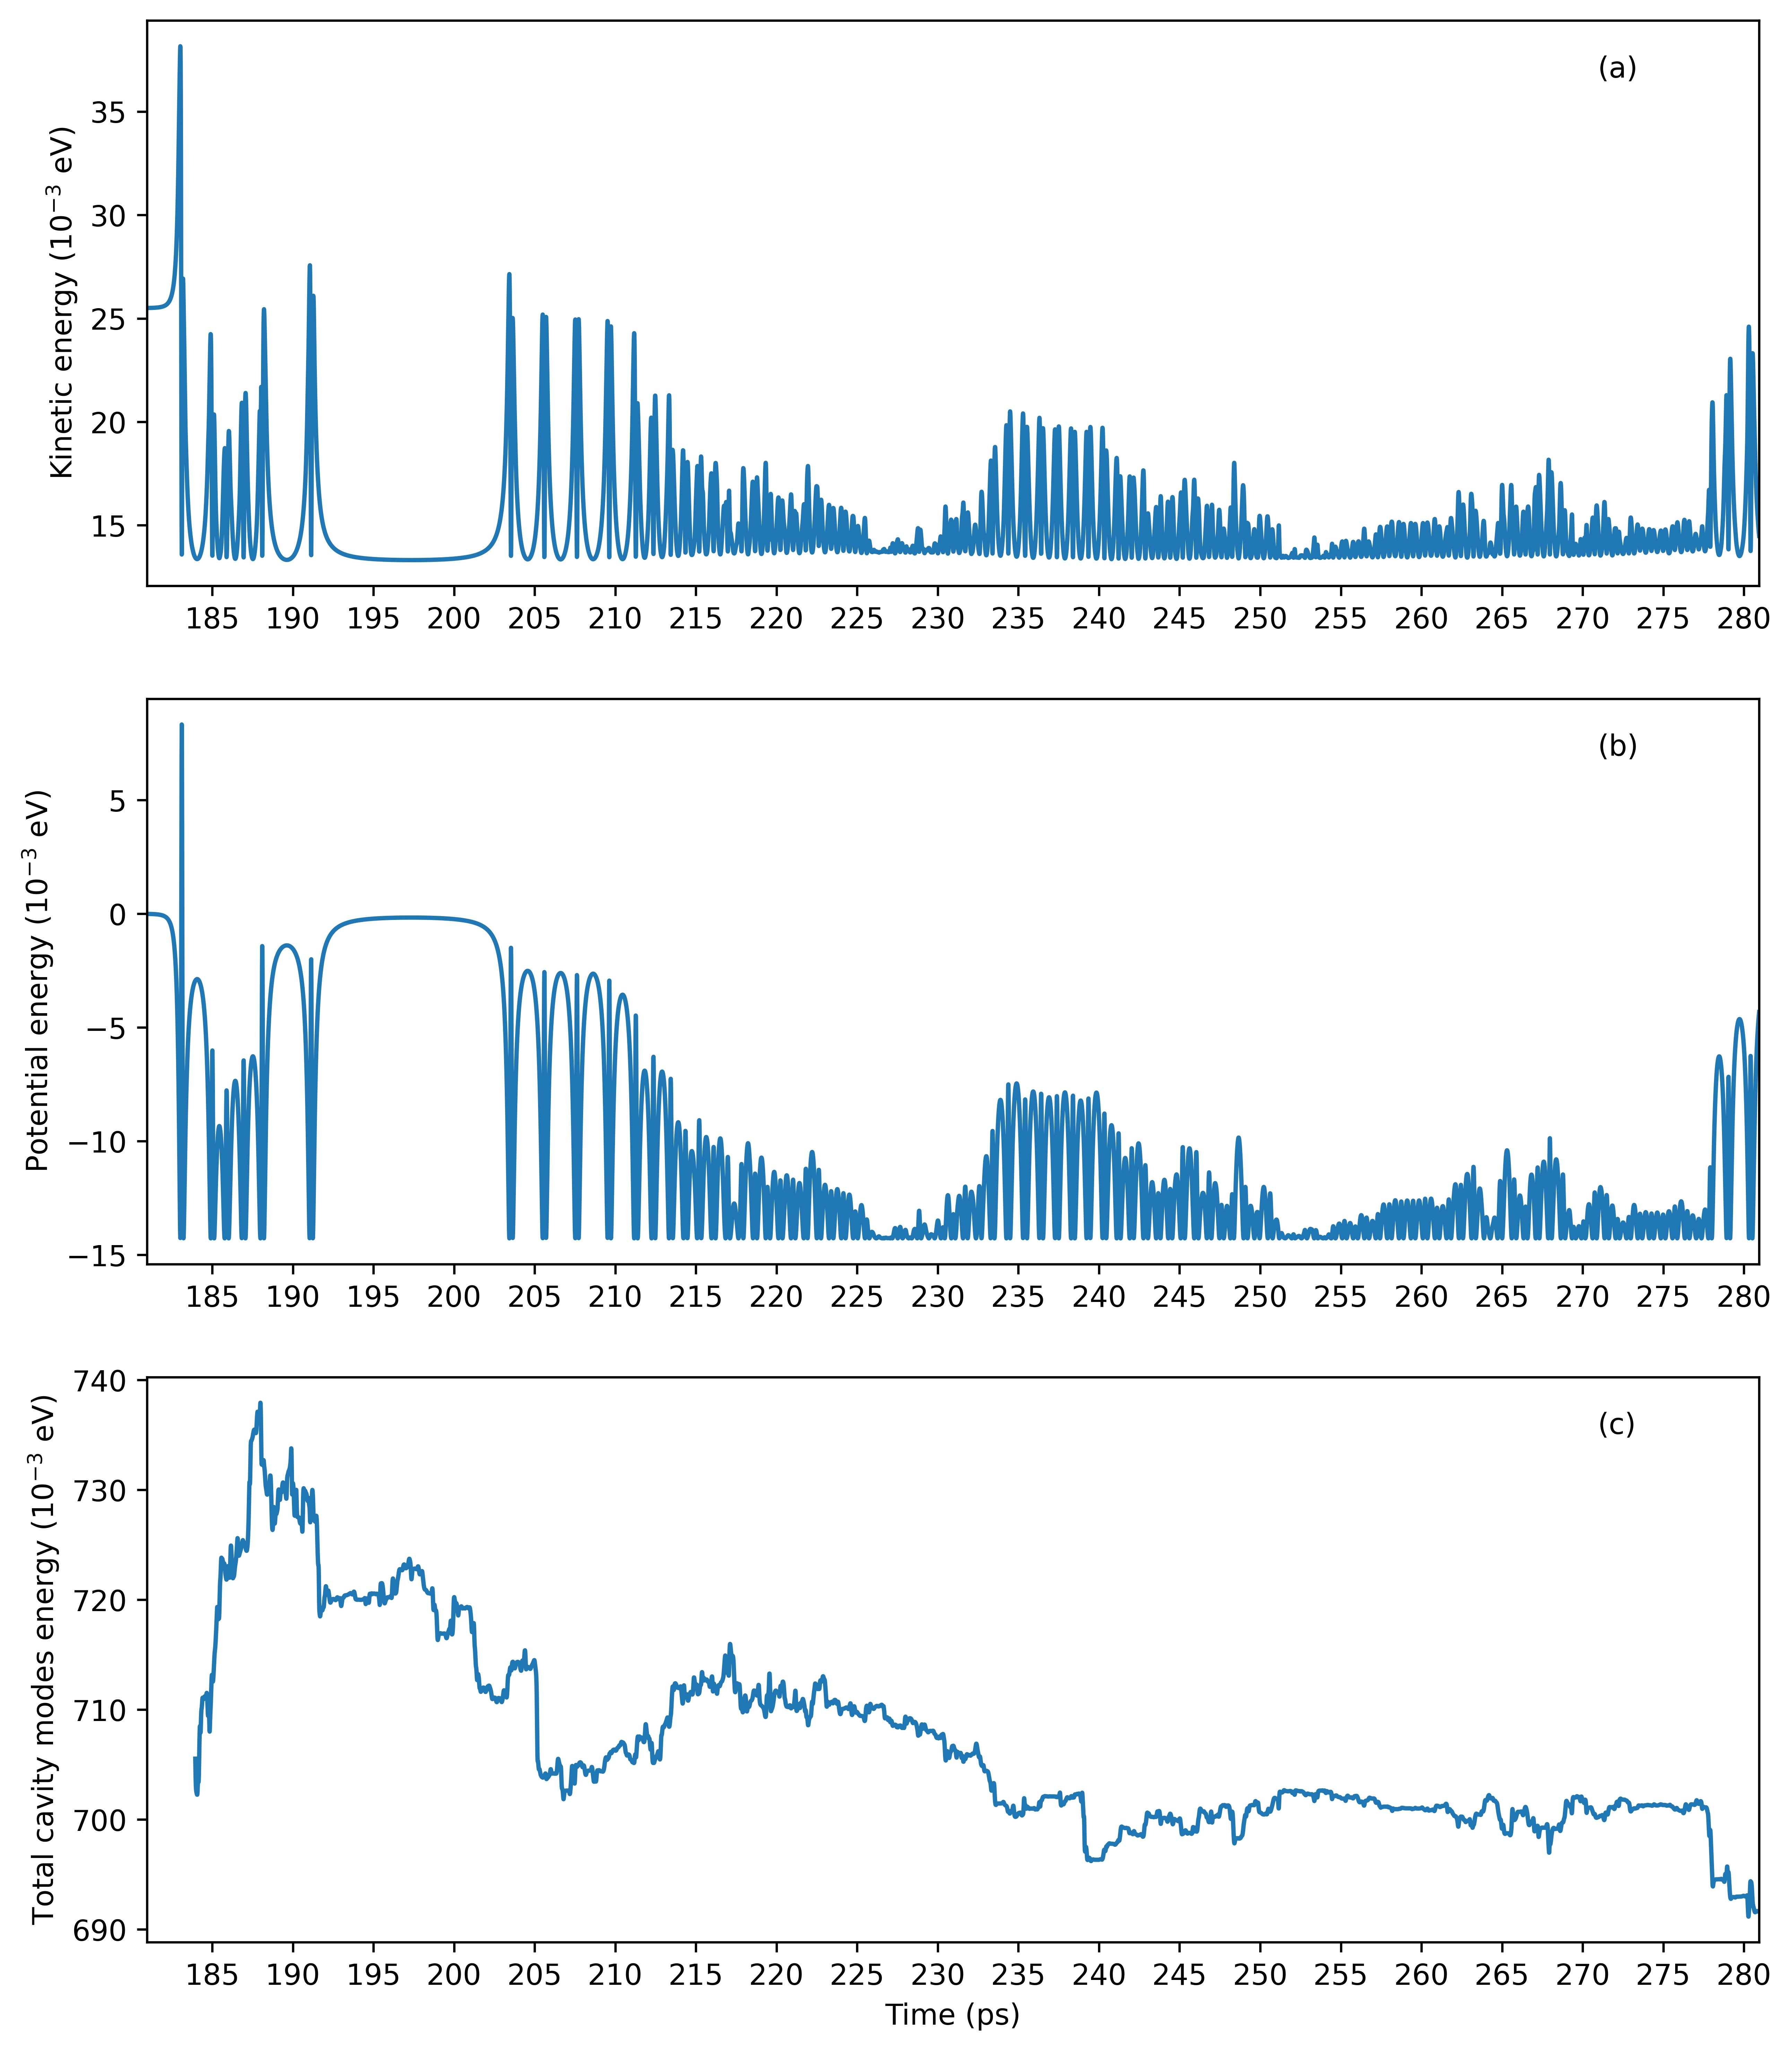 (a)
Kinetic energy (10⁻³ eV)
35
30
25
20
15
185 190 195 200 205 210 215 220 225 230 235 240 245 250 255 260 265 270 275 280
(b)
Potential energy (10⁻³ eV)
5
0
−5
−10
−15
185 190 195 200 205 210 215 220 225 230 235 240 245 250 255 260 265 270 275 280
(c)
Total cavity modes energy (10⁻³ eV)
740
730
720
710
700
690
185 190 195 200 205 210 215 220 225 230 235 240 245 250 255 260 265 270 275 280
Time (ps)